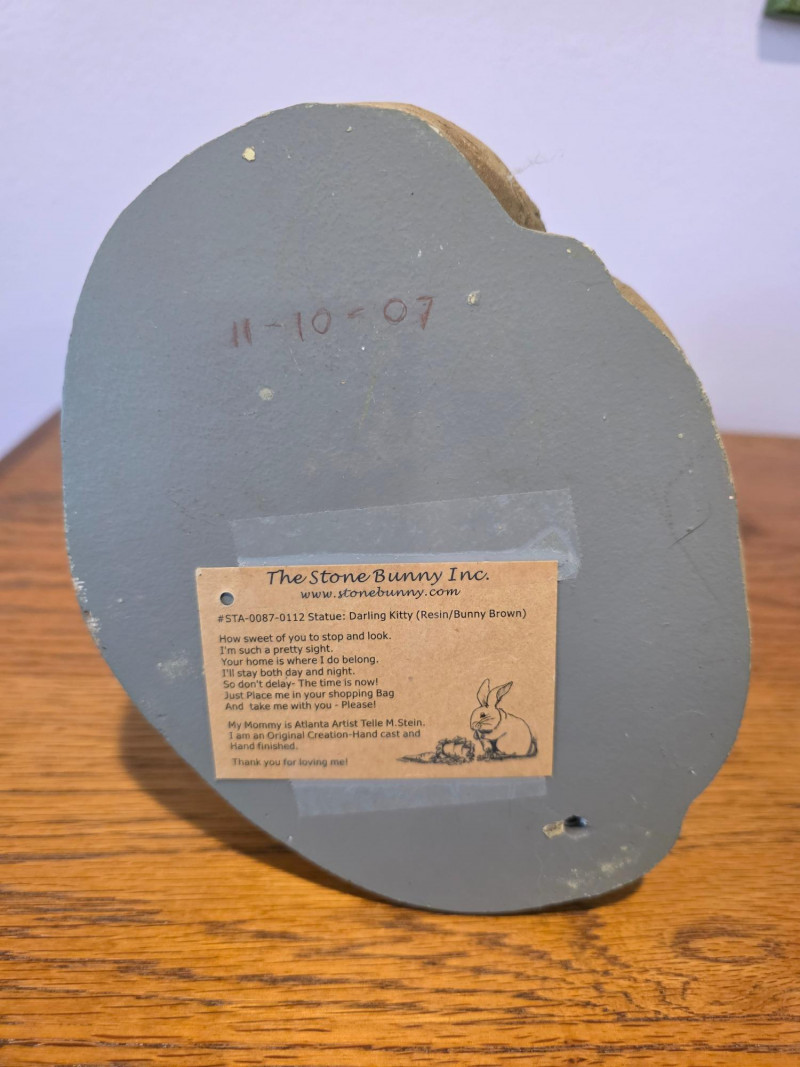 11-10-07
The Stone Bunny Inc.
www.stonebunny.com
#STA-0087-0112 Statue: Darling Kitty (Resin/Bunny Brown)
How sweet of you to stop and look.
I'm such a pretty sight.
Your home is where I do belong.
I'll stay both day and night.
So don't delay- The time is now!
Just Place me in your shopping Bag
And take me with you - Please!
My Mommy is Atlanta Artist Telle M.Stein.
I am an Original Creation-Hand cast and
Hand finished.
Thank you for loving me!